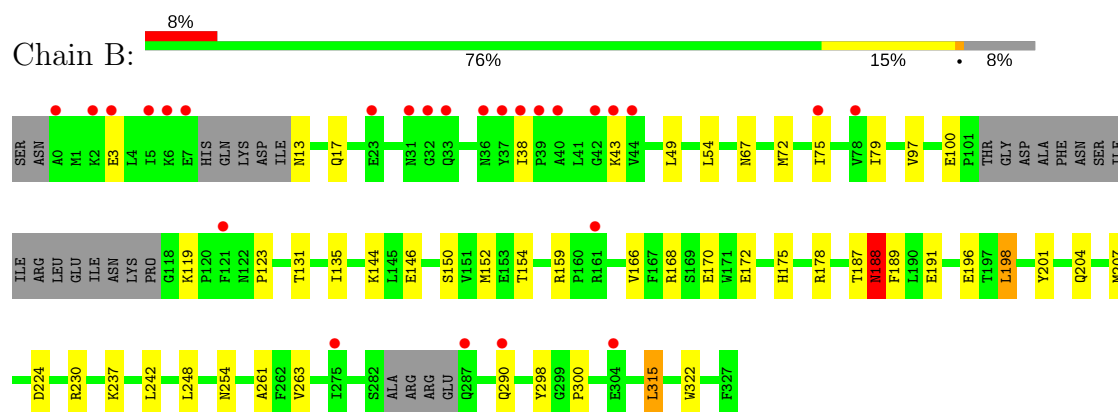 8%
Chain B:
76% 15% • 8%
SER ASN A0 M1 K2 E3 L4 I5 K6 E7 HIS GLN LYS ASP ILE N13 Q17 E23 N31 G32 Q33 N36 Y37 I38 P39 A40 L41 G42 K43 V44 L49 L54 N67 M72 I75 V78 I79 V97 E100 P101 THR GLY ASP ALA PHE ASN SER ILE
ILE ARG LEU GLU ILE ASN LYS PRO G118 K119 P120 F121 N122 P123 T131 I135 K144 L145 E146 S150 V151 M152 E153 T154 R159 P160 R161 V166 F167 R168 S169 E170 W171 E172 H175 R178 T187 N188 F189 L190 E191 E196 T197 L198 Y201 Q204 M207
D224 R230 K237 L242 L248 N254 A261 F262 V263 I275 S282 ALA ARG ARG GLU Q287 Q290 Y298 G299 P300 E304 L315 W322 F327